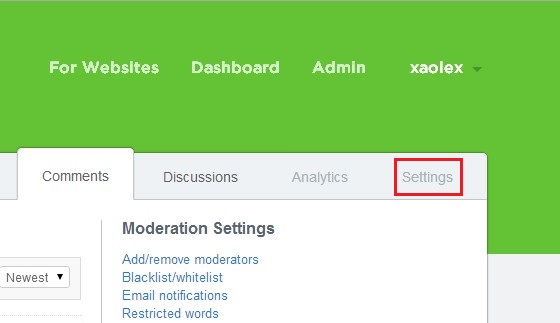 For Websites Dashboard Admin xaolex
Comments Discussions Analytics Settings
Moderation Settings
Add/remove moderators
Newest
Blacklist/whitelist
Email notifications
Restricted words